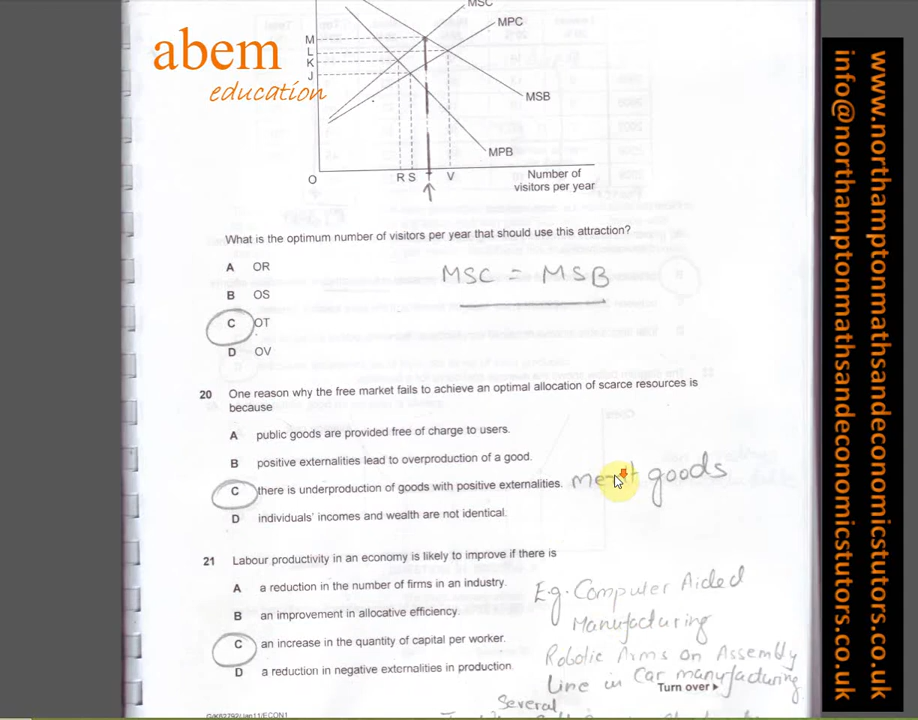 MSC
MPC
M
L
K
J
MSB
MPB
O
R S T V
Number of
visitors per year
abem
education
What is the optimum number of visitors per year that should use this attraction?
A OR
B OS
C OT
D OV
MSC = MSB
20 One reason why the free market fails to achieve an optimal allocation of scarce resources is
because
A public goods are provided free of charge to users.
B positive externalities lead to overproduction of a good.
C there is underproduction of goods with positive externalities. merit goods
D individuals' incomes and wealth are not identical.
21 Labour productivity in an economy is likely to improve if there is
A a reduction in the number of firms in an industry.
B an improvement in allocative efficiency.
C an increase in the quantity of capital per worker.
D a reduction in negative externalities in production.
E.g. Computer Aided
Manufacturing
Robotic Arms on Assembly
Line in Car manufacturing
Turn over
Several
www.northamptonmathsandeconomicstutors.co.uk
info@northamptonmathsandeconomicstutors.co.uk